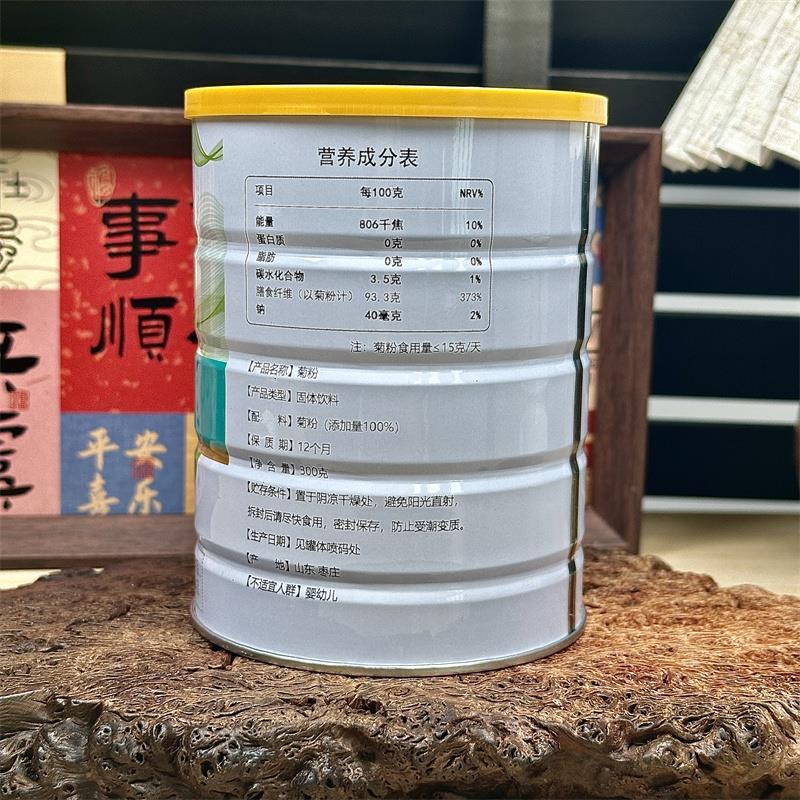 营养成分表
项目 每100克 NRV%
能量 806千焦 10%
蛋白质 0克 0%
脂肪 0克 0%
碳水化合物 3.5克 1%
膳食纤维（以菊粉计） 93.3克 373%
钠 40毫克 2%
注：菊粉食用量≤15克/天
【产品名称】菊粉
【产品类型】固体饮料
【配 料】菊粉（添加量100%）
【保 质 期】12个月
【净 含 量】300克
【贮存条件】置于阴凉干燥处，避免阳光直射，
拆封后请尽快食用，密封保存，防止受潮变质。
【生产日期】见罐体喷码处
【产 地】山东 枣庄
【不适宜人群】婴幼儿
事
順
平安
喜乐